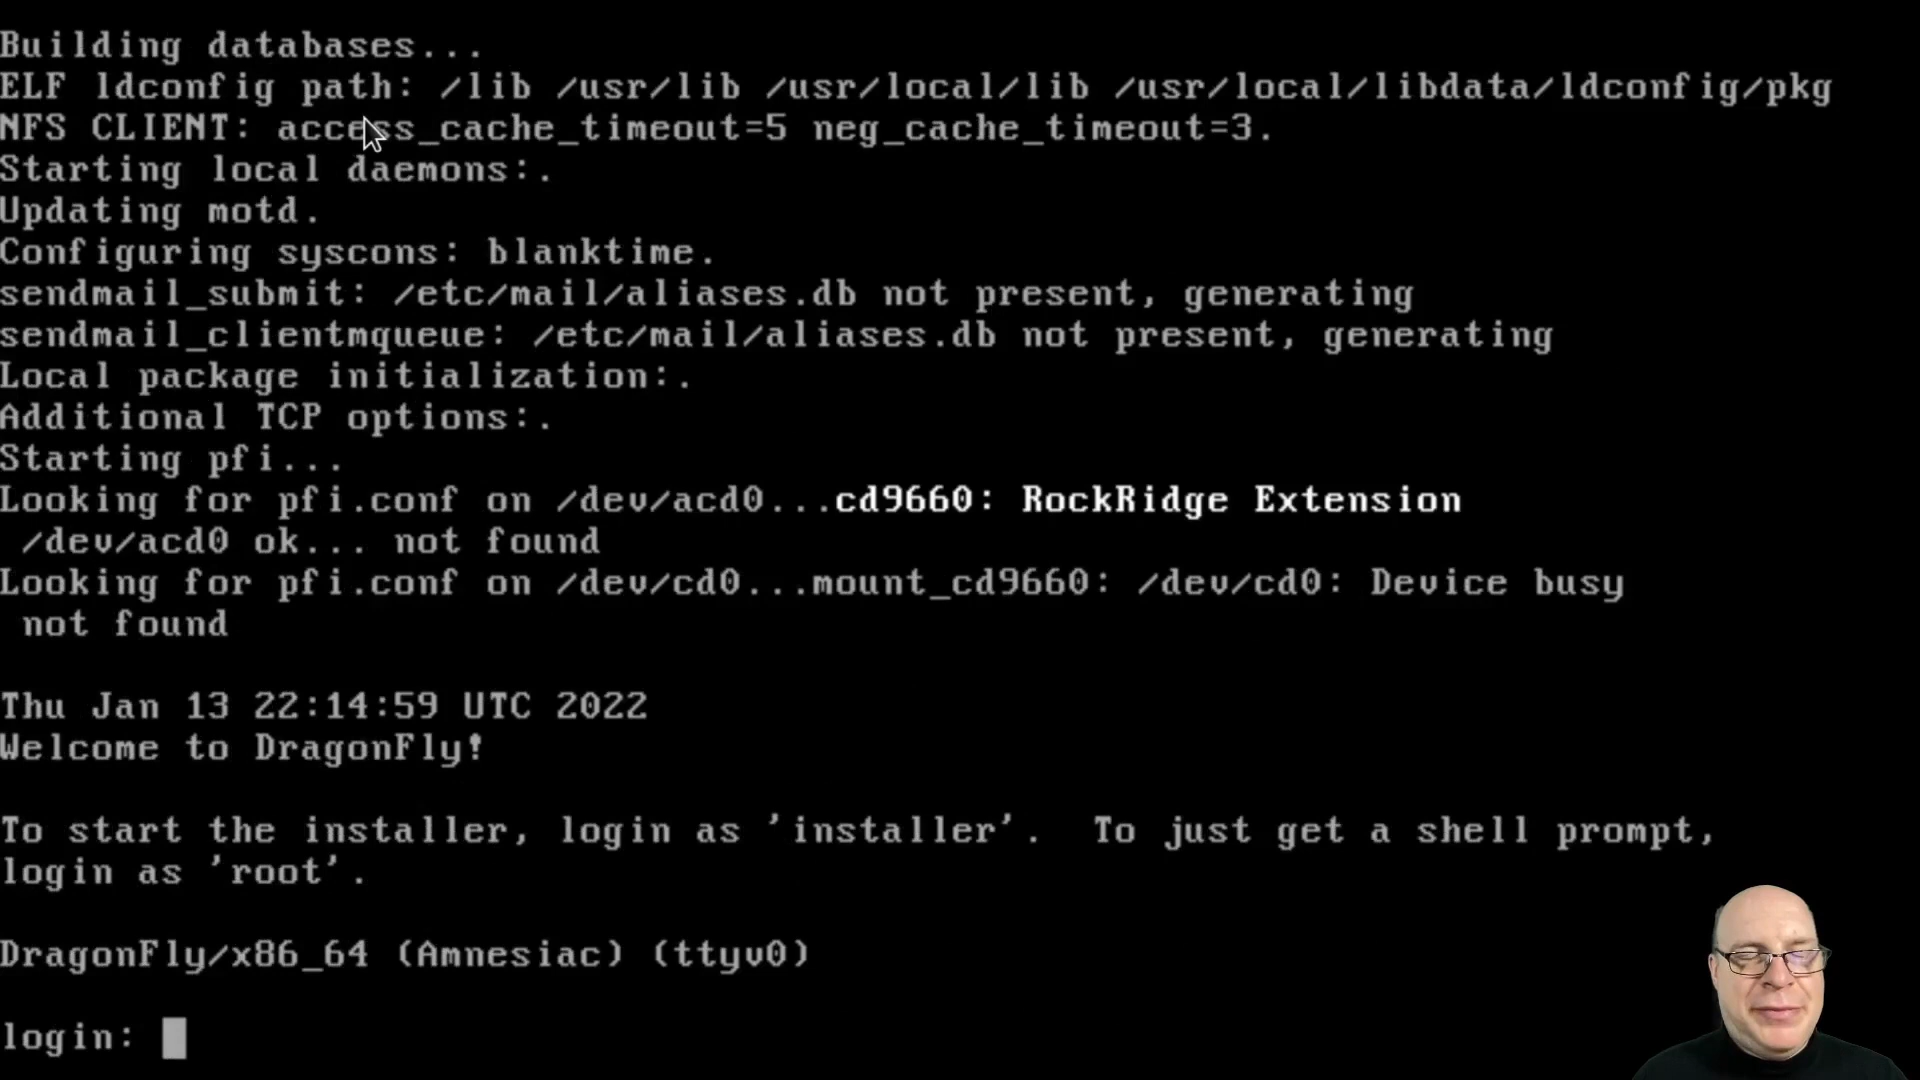 Building databases...
ELF ldconfig path: /lib /usr/lib /usr/local/lib /usr/local/libdata/ldconfig/pkg
NFS CLIENT: access_cache_timeout=5 neg_cache_timeout=3.
Starting local daemons:.
Updating motd.
Configuring syscons: blanktime.
sendmail_submit: /etc/mail/aliases.db not present, generating
sendmail_clientmqueue: /etc/mail/aliases.db not present, generating
Local package initialization:.
Additional TCP options:.
Starting pfi...
Looking for pfi.conf on /dev/acd0...cd9660: RockRidge Extension
 /dev/acd0 ok... not found
Looking for pfi.conf on /dev/cd0...mount_cd9660: /dev/cd0: Device busy
 not found
Thu Jan 13 22:14:59 UTC 2022
Welcome to DragonFly!
To start the installer, login as 'installer'.  To just get a shell prompt,
login as 'root'.
DragonFly/x86_64 (Amnesiac) (ttyv0)
login: